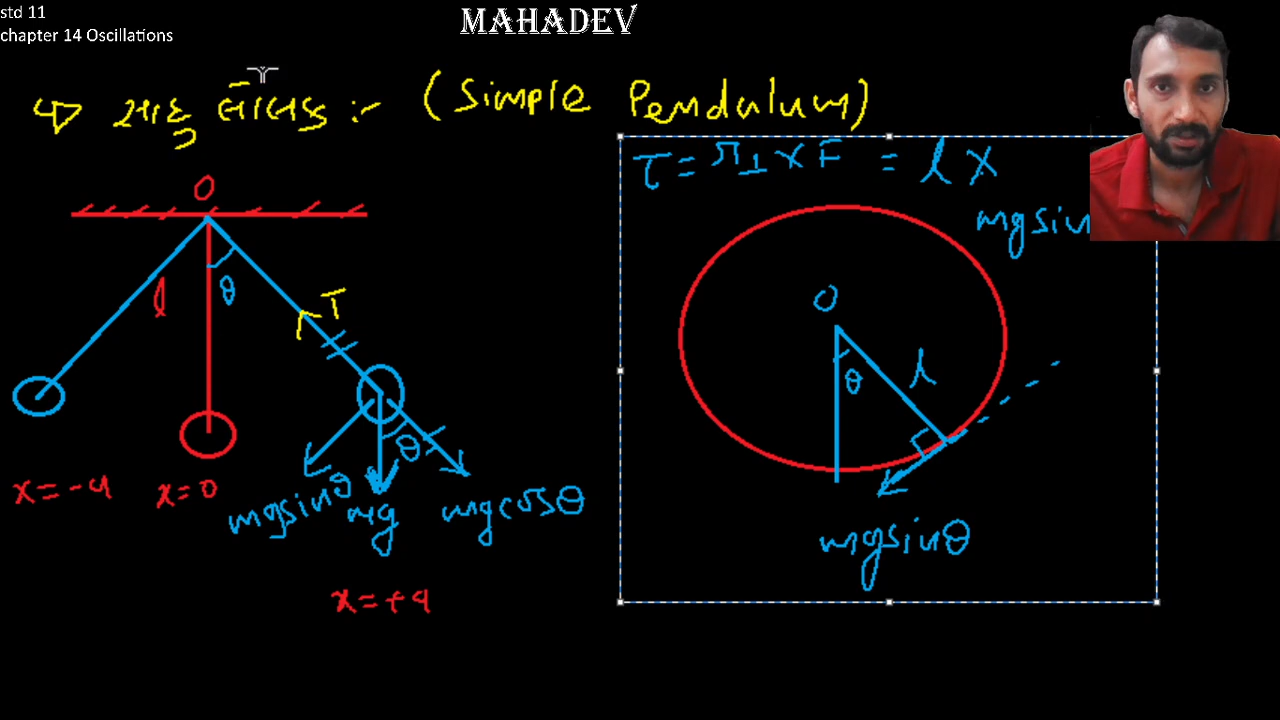 std 11
chapter 14 Oscillations
MAHADEV
સાદું લોલક :- (Simple Pendulum)
τ = r⊥ × F = l ×
mgsin
O
l
θ
T
θ
mgsinθ
mg
mgcosθ
x=-a
x=0
x=+a
O
θ
l
mgsinθ